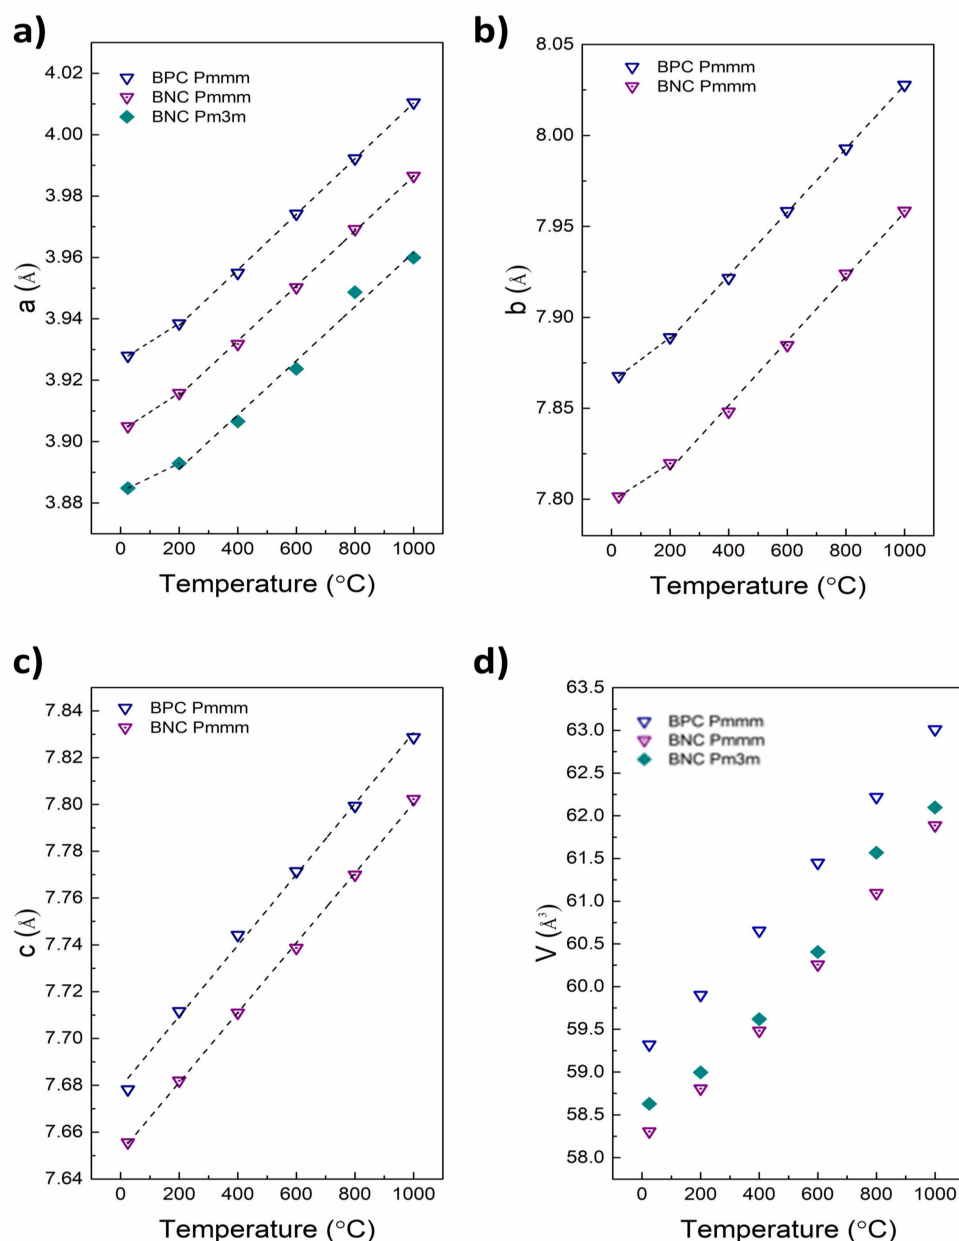 a)
4.02
4.00
3.98
3.96
3.94
3.92
3.90
3.88
a (Å)
BPC Pmmm
BNC Pmmm
BNC Pm3m
0 200 400 600 800 1000
Temperature (°C)
b)
8.05
8.00
7.95
7.90
7.85
7.80
b (Å)
BPC Pmmm
BNC Pmmm
0 200 400 600 800 1000
Temperature (°C)
c)
7.84
7.82
7.80
7.78
7.76
7.74
7.72
7.70
7.68
7.66
7.64
c (Å)
BPC Pmmm
BNC Pmmm
0 200 400 600 800 1000
Temperature (°C)
d)
63.5
63.0
62.5
62.0
61.5
61.0
60.5
60.0
59.5
59.0
58.5
58.0
V (Å³)
BPC Pmmm
BNC Pmmm
BNC Pm3m
0 200 400 600 800 1000
Temperature (°C)